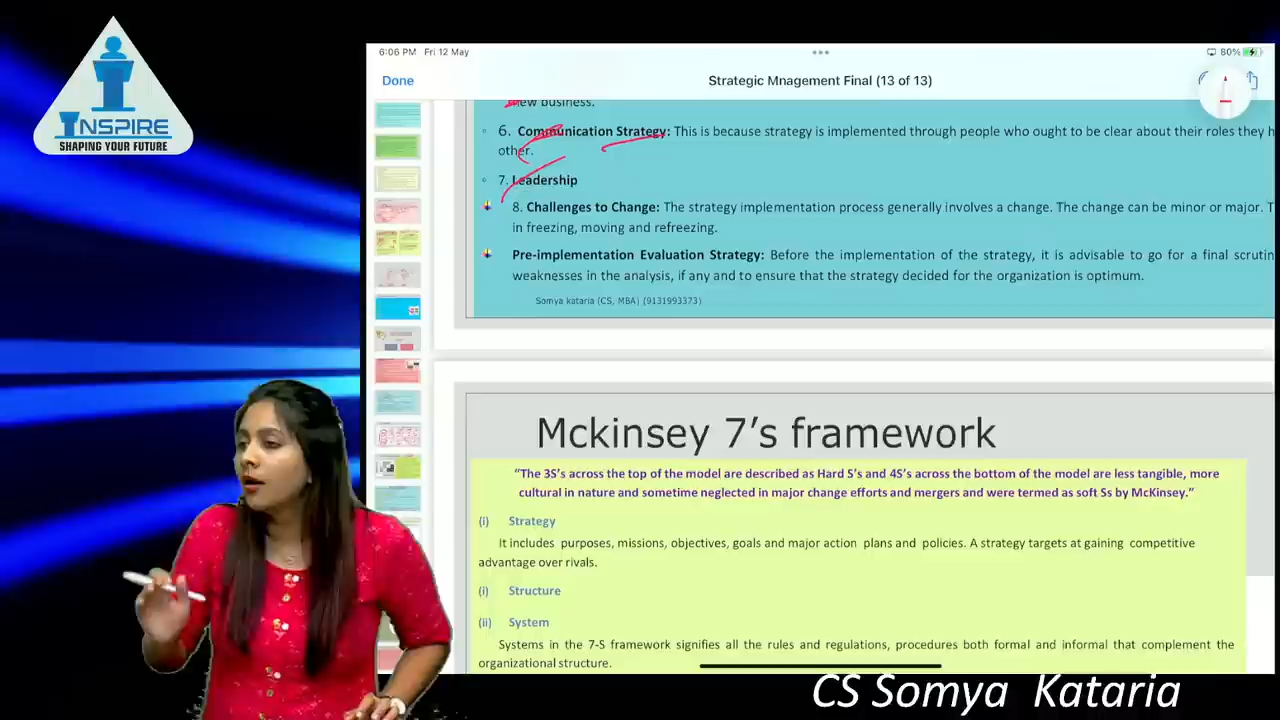 INSPIRE
SHAPING YOUR FUTURE
6:06 PM Fri 12 May
80%
Done
Strategic Mnagement Final (13 of 13)
new business.
6. Communication Strategy: This is because strategy is implemented through people who ought to be clear about their roles they h
other.
7. Leadership
8. Challenges to Change: The strategy implementation process generally involves a change. The change can be minor or major. T
in freezing, moving and refreezing.
Pre-implementation Evaluation Strategy: Before the implementation of the strategy, it is advisable to go for a final scrutin
weaknesses in the analysis, if any and to ensure that the strategy decided for the organization is optimum.
Somya kataria (CS, MBA) (9131993373)
Mckinsey 7’s framework
“The 3S’s across the top of the model are described as Hard S’s and 4S’s across the bottom of the model are less tangible, more
cultural in nature and sometime neglected in major change efforts and mergers and were termed as soft Ss by McKinsey.”
(i) Strategy
It includes purposes, missions, objectives, goals and major action plans and policies. A strategy targets at gaining competitive
advantage over rivals.
(i) Structure
(ii) System
Systems in the 7-S framework signifies all the rules and regulations, procedures both formal and informal that complement the
organizational structure.
CS Somya Kataria